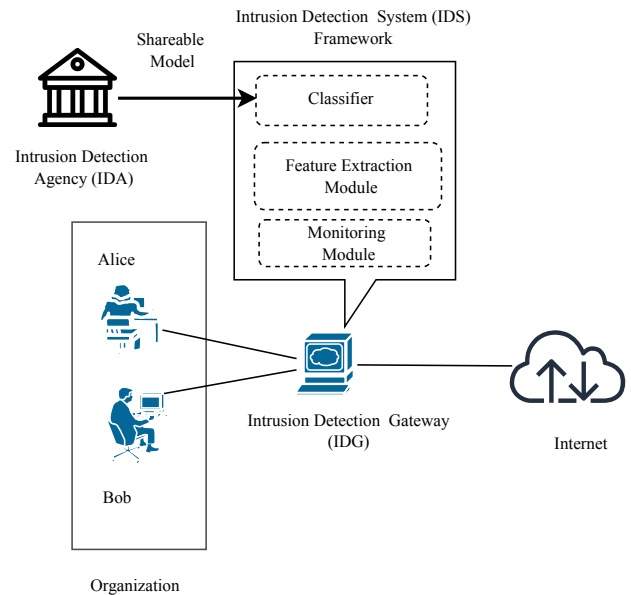 Intrusion Detection System (IDS)
Framework
Shareable
Model
Classifier
Intrusion Detection
Agency (IDA)
Feature Extraction
Module
Monitoring
Module
Alice
Intrusion Detection Gateway
(IDG)
Internet
Bob
Organization